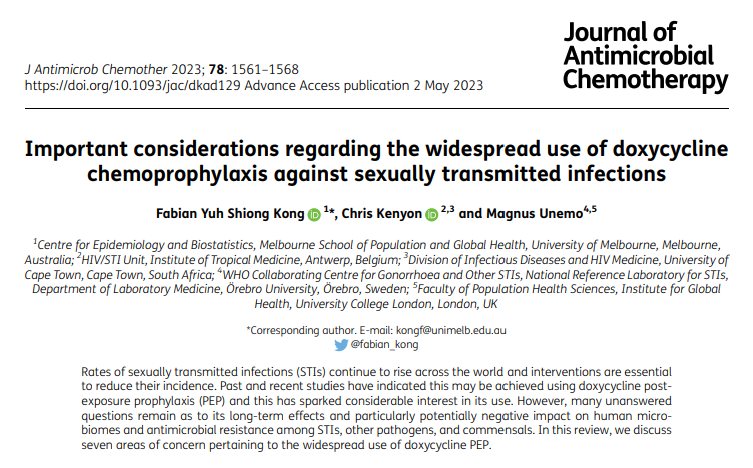 Journal of
Antimicrobial
Chemotherapy
J Antimicrob Chemother 2023; 78: 1561–1568
https://doi.org/10.1093/jac/dkad129 Advance Access publication 2 May 2023
Important considerations regarding the widespread use of doxycycline
chemoprophylaxis against sexually transmitted infections
Fabian Yuh Shiong Kong iD 1*, Chris Kenyon iD 2,3 and Magnus Unemo4,5
1Centre for Epidemiology and Biostatistics, Melbourne School of Population and Global Health, University of Melbourne, Melbourne,
Australia; 2HIV/STI Unit, Institute of Tropical Medicine, Antwerp, Belgium; 3Division of Infectious Diseases and HIV Medicine, University of
Cape Town, Cape Town, South Africa; 4WHO Collaborating Centre for Gonorrhoea and Other STIs, National Reference Laboratory for STIs,
Department of Laboratory Medicine, Örebro University, Örebro, Sweden; 5Faculty of Population Health Sciences, Institute for Global
Health, University College London, London, UK
*Corresponding author. E-mail: kongf@unimelb.edu.au
@fabian_kong
Rates of sexually transmitted infections (STIs) continue to rise across the world and interventions are essential
to reduce their incidence. Past and recent studies have indicated this may be achieved using doxycycline post-
exposure prophylaxis (PEP) and this has sparked considerable interest in its use. However, many unanswered
questions remain as to its long-term effects and particularly potentially negative impact on human micro-
biomes and antimicrobial resistance among STIs, other pathogens, and commensals. In this review, we discuss
seven areas of concern pertaining to the widespread use of doxycycline PEP.